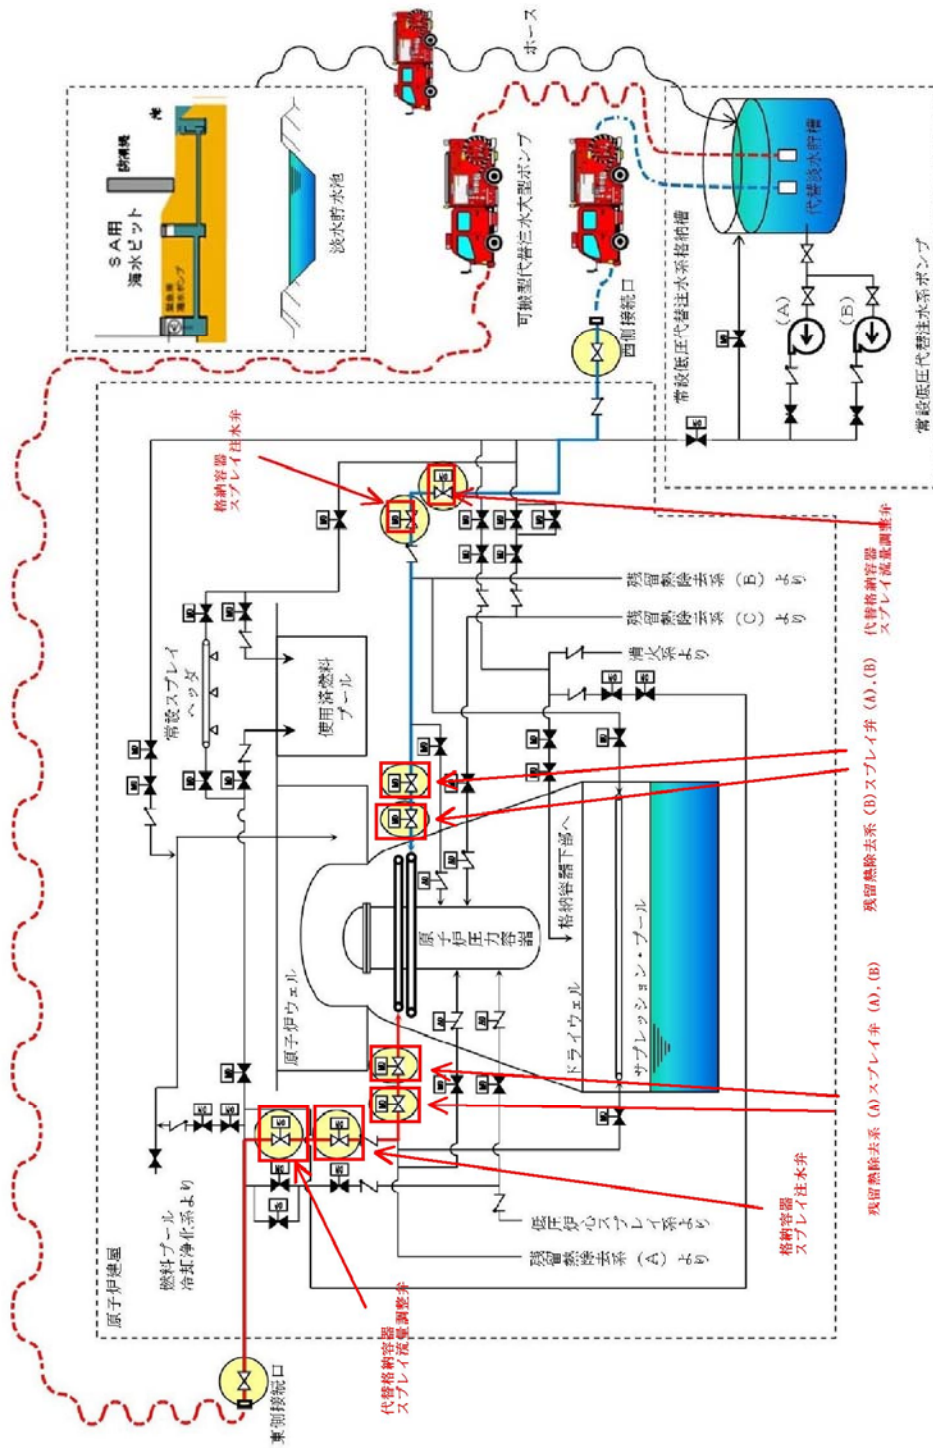 ＳＡ用
海水ピット
防潮堤
海
緊急用
海水ポンプ
淡水貯水池
ホース
可搬型代替注水大型ポンプ
西側接続口
常設低圧代替注水系格納槽
代替淡水貯槽
(Ａ)
(Ｂ)
常設低圧代替注水系ポンプ
格納容器
スプレイ注水弁
代替格納容器
スプレイ流量調整弁
残留熱除去系（Ｂ）より
残留熱除去系（Ｃ）より
消火系より
常設スプレイ
ヘッダ
使用済燃料
プール
原子炉ウェル
原子炉圧力容器
格納容器下部へ
ドライウェル
サプレッション・プール
残留熱除去系 (B) スプレイ弁 (A), (B)
残留熱除去系 (A) スプレイ弁 (A), (B)
原子炉建屋
燃料プール
冷却浄化系より
低圧炉心スプレイ系より
残留熱除去系（Ａ）より
格納容器
スプレイ注水弁
代替格納容器
スプレイ流量調整弁
東側接続口